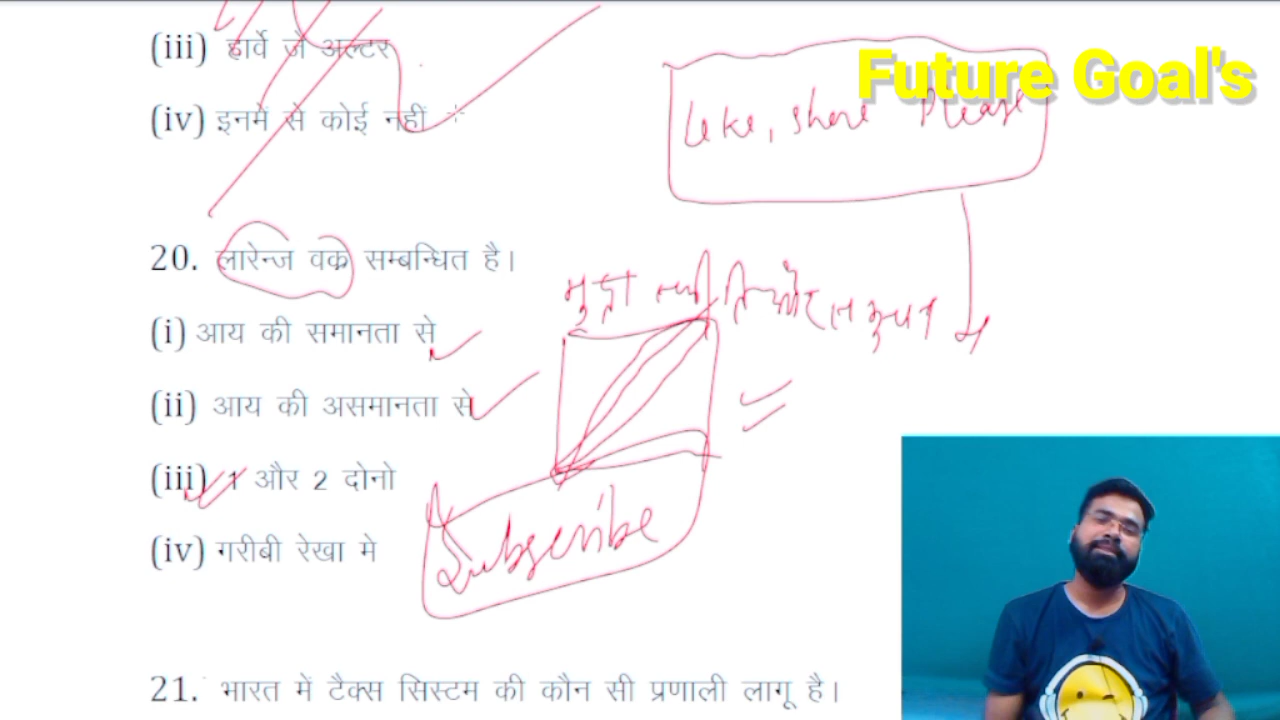 (iii) हार्वे जे अल्टर
Future Goal's
(iv) इनमें से कोई नहीं
Like, Share Please
20. लारेन्ज वक्र सम्बन्धित है।
मुद्रा
(i) आय की समानता से
(ii) आय की असमानता से
(iii) 1 और 2 दोनो
Subscribe
(iv) गरीबी रेखा मे
21. भारत में टैक्स सिस्टम की कौन सी प्रणाली लागू है।